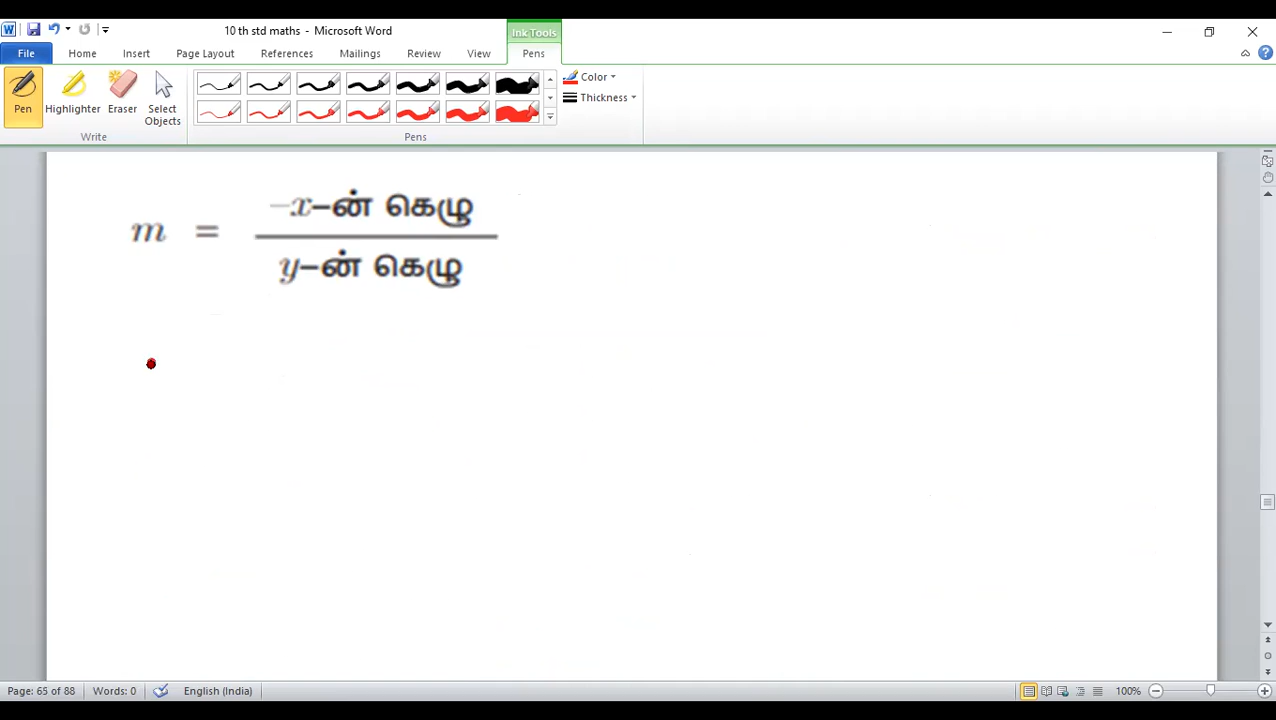 10 th std maths - Microsoft Word
Ink Tools
File Home Insert Page Layout References Mailings Review View Pens
Pen Highlighter Eraser Select Objects
Color
Thickness
Write Pens
m = -x-ன் கெழு
y-ன் கெழு
Page: 65 of 88 Words: 0 English (India) 100%